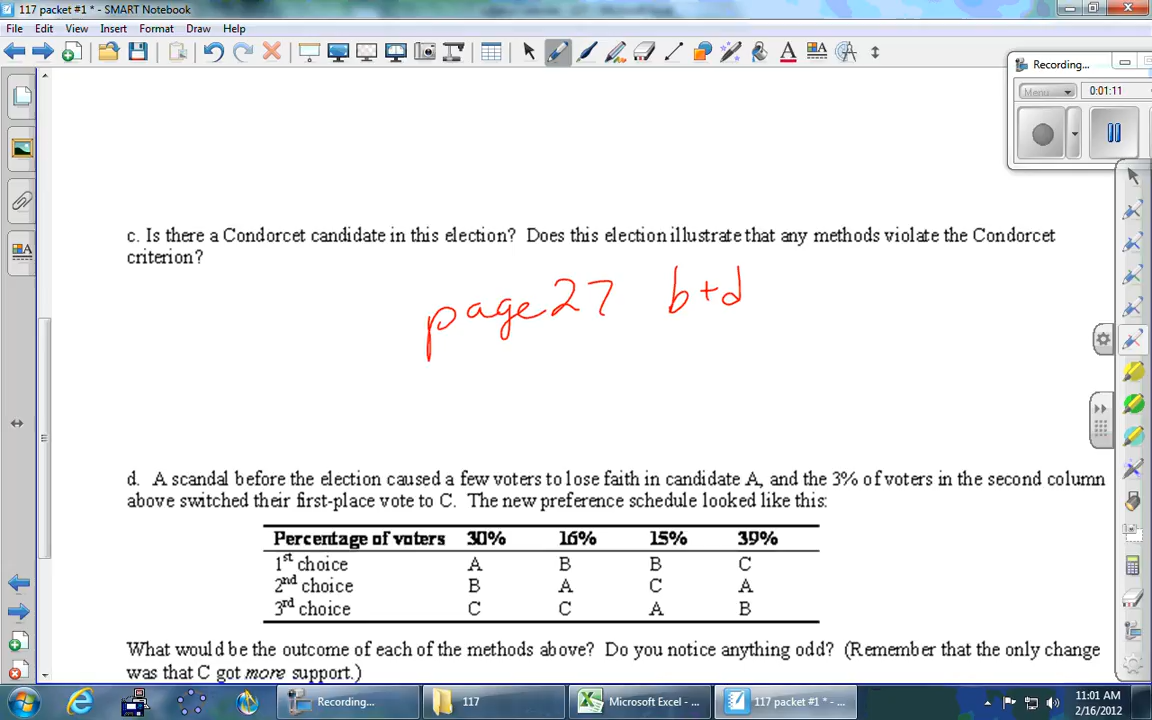 117 packet #1 * - SMART Notebook
File Edit View Insert Format Draw Help
Recording...
Menu 0:01:11
c. Is there a Condorcet candidate in this election? Does this election illustrate that any methods violate the Condorcet
criterion?
page 27 b+d
d. A scandal before the election caused a few voters to lose faith in candidate A, and the 3% of voters in the second column
above switched their first-place vote to C. The new preference schedule looked like this:
Percentage of voters 30% 16% 15% 39%
1st choice A B B C
2nd choice B A C A
3rd choice C C A B
What would be the outcome of each of the methods above? Do you notice anything odd? (Remember that the only change
was that C got more support.)
Recording... 117 Microsoft Excel - ... 117 packet #1 * - ... 11:01 AM
2/16/2012